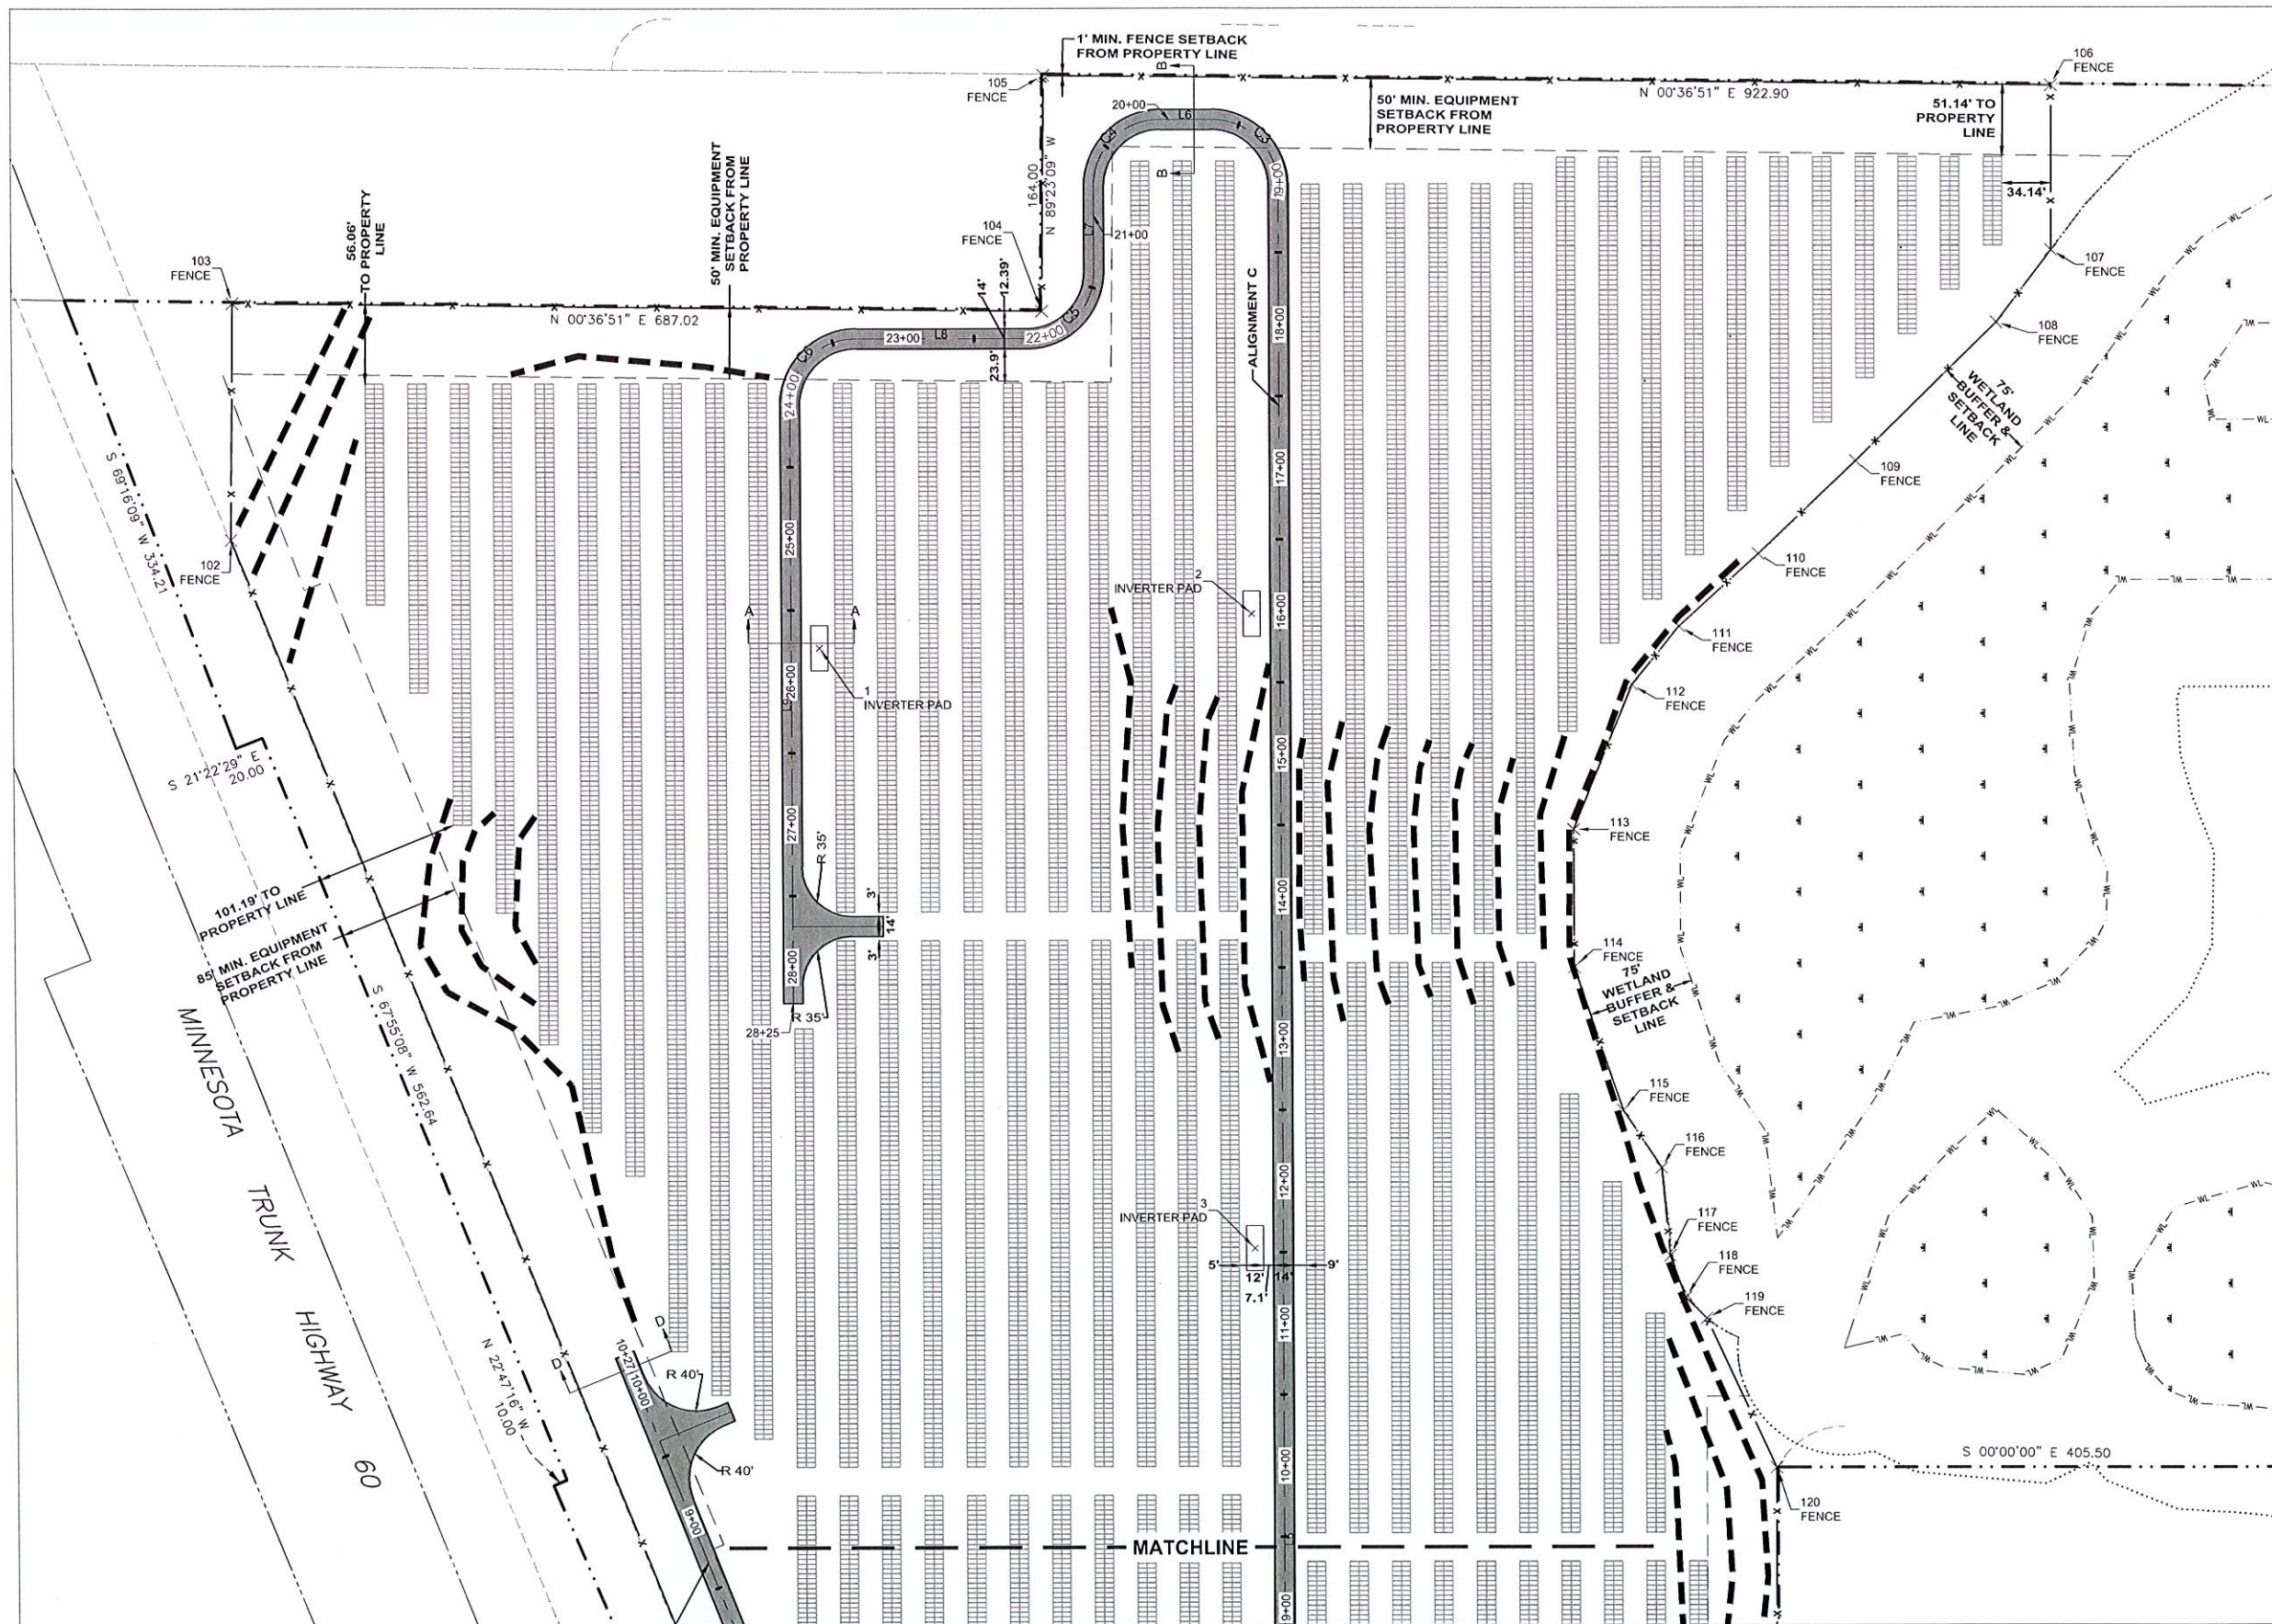 1' MIN. FENCE SETBACK
FROM PROPERTY LINE
B
105
FENCE
106
FENCE
N 00°36'51" E 922.90
20+00
L6
C4
C3
50' MIN. EQUIPMENT
SETBACK FROM
PROPERTY LINE
51.14' TO
PROPERTY
LINE
B
19+00
164.00
N 89°23'09" W
34.14'
56.06'
TO PROPERTY
LINE
50' MIN. EQUIPMENT
SETBACK FROM
PROPERTY LINE
104
FENCE
L7
21+00
103
FENCE
107
FENCE
14'
12.39'
ALIGNMENT C
N 00°36'51" E 687.02
C5
22+00
L8
23+00
C6
23.9'
18+00
108
FENCE
24+00
75'
WETLAND
BUFFER &
SETBACK
LINE
S 69°16'09" W 334.21
17+00
109
FENCE
25+00
102
FENCE
110
FENCE
2
INVERTER PAD
16+00
A
A
111
FENCE
L9
26+00
1
INVERTER PAD
112
FENCE
S 21°22'29" E
20.00
15+00
27+00
R 35'
113
FENCE
101.19' TO
PROPERTY LINE
3'
14'
3'
14+00
85' MIN. EQUIPMENT
SETBACK FROM
PROPERTY LINE
28+00
114
FENCE
75'
WETLAND
BUFFER &
SETBACK
LINE
R 35'
28+25
13+00
S 67°55'08" W 562.64
115
FENCE
116
FENCE
12+00
3
INVERTER PAD
117
FENCE
118
FENCE
5'
12'
14'
9'
7.1'
119
FENCE
11+00
MINNESOTA TRUNK HIGHWAY 60
D
D
10+27
10+00
R 40'
N 22°47'16" W
10.00
R 40'
10+00
S 00°00'00" E 405.50
120
FENCE
9+00
MATCHLINE
L5
9+00
WL